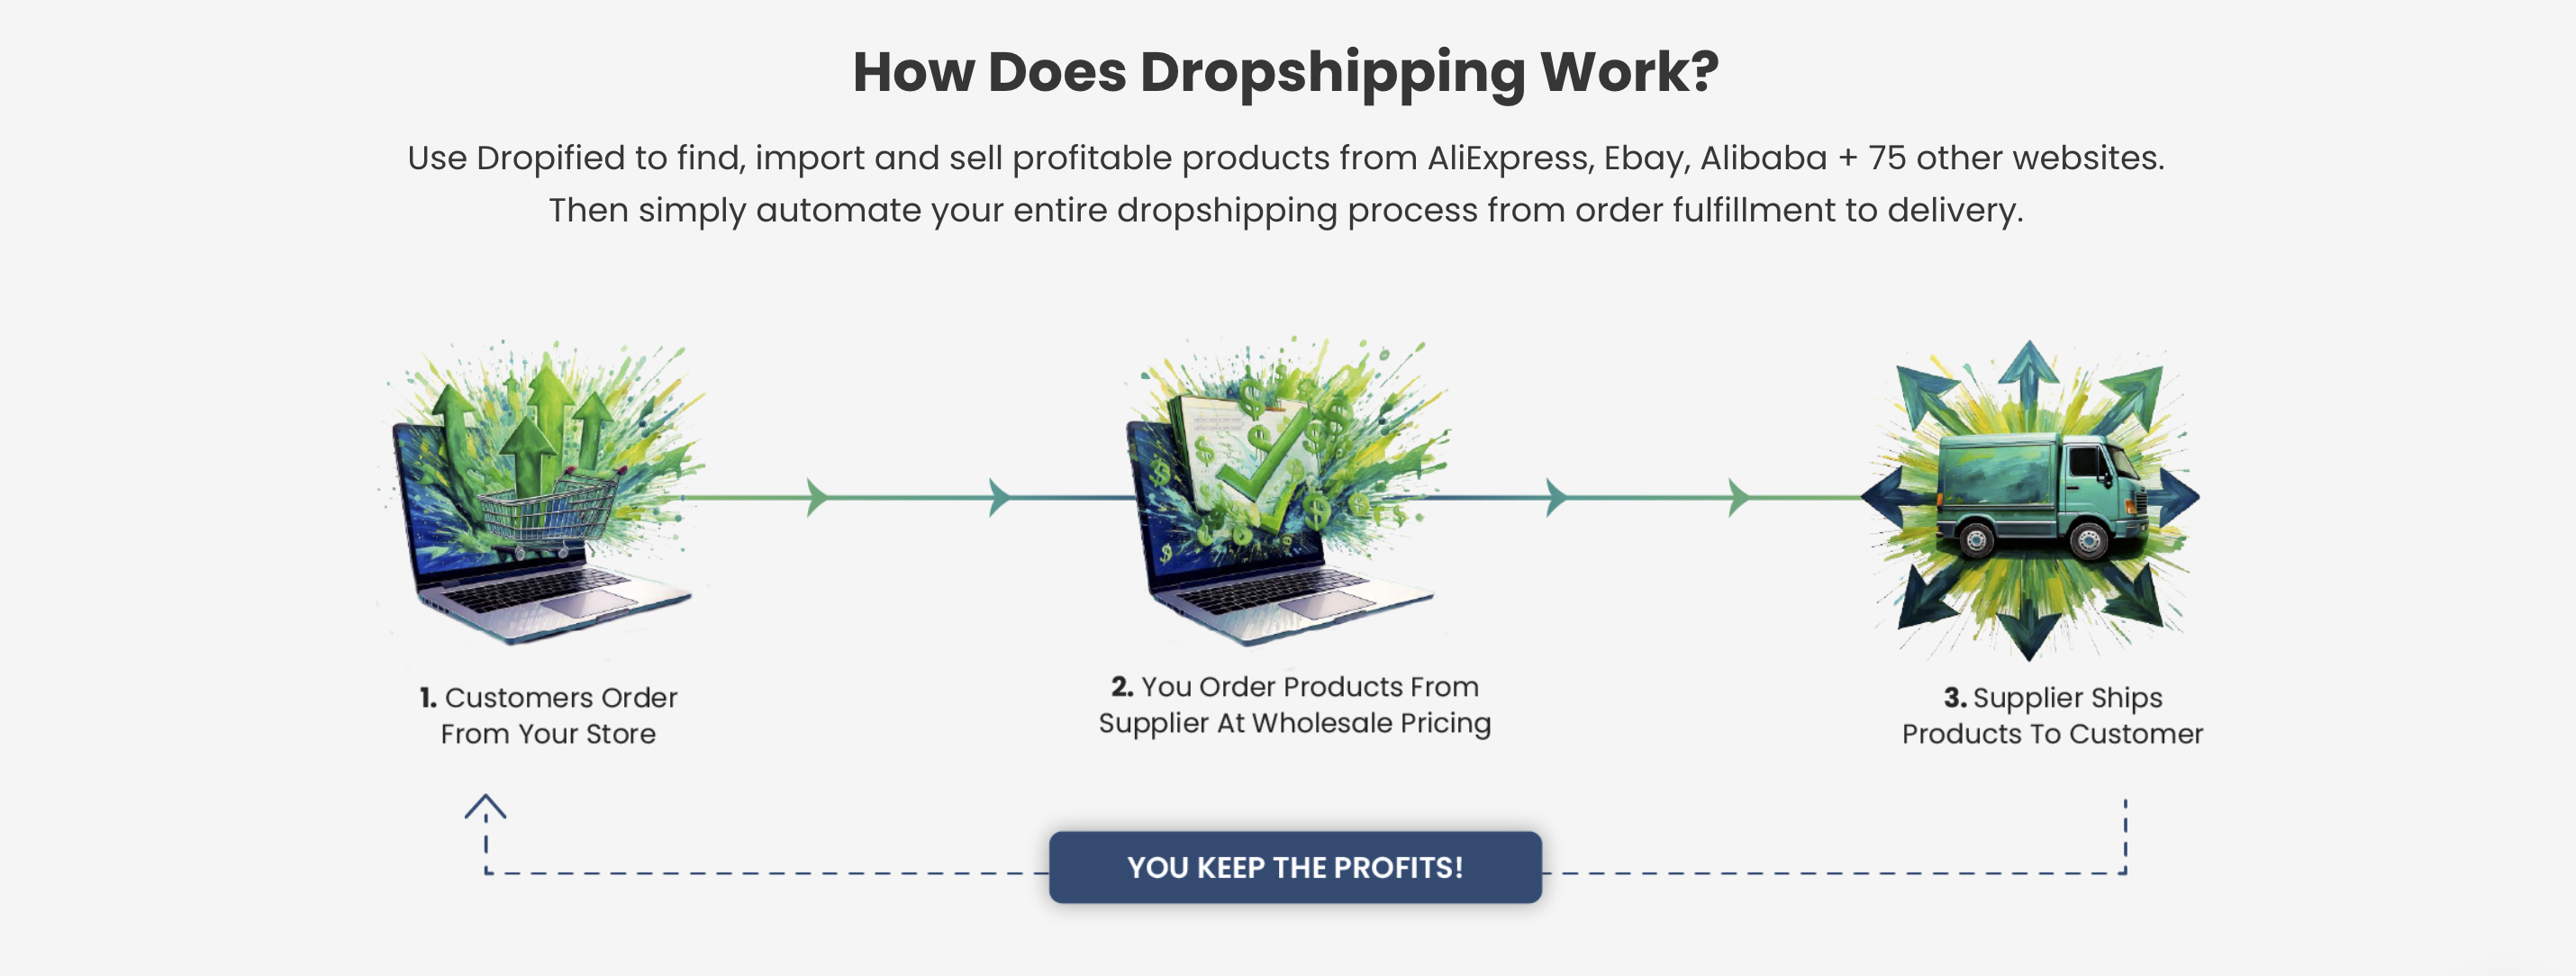 How Does Dropshipping Work?
Use Dropified to find, import and sell profitable products from AliExpress, Ebay, Alibaba + 75 other websites.
Then simply automate your entire dropshipping process from order fulfillment to delivery.
1. Customers Order
From Your Store
2. You Order Products From
Supplier At Wholesale Pricing
3. Supplier Ships
Products To Customer
YOU KEEP THE PROFITS!